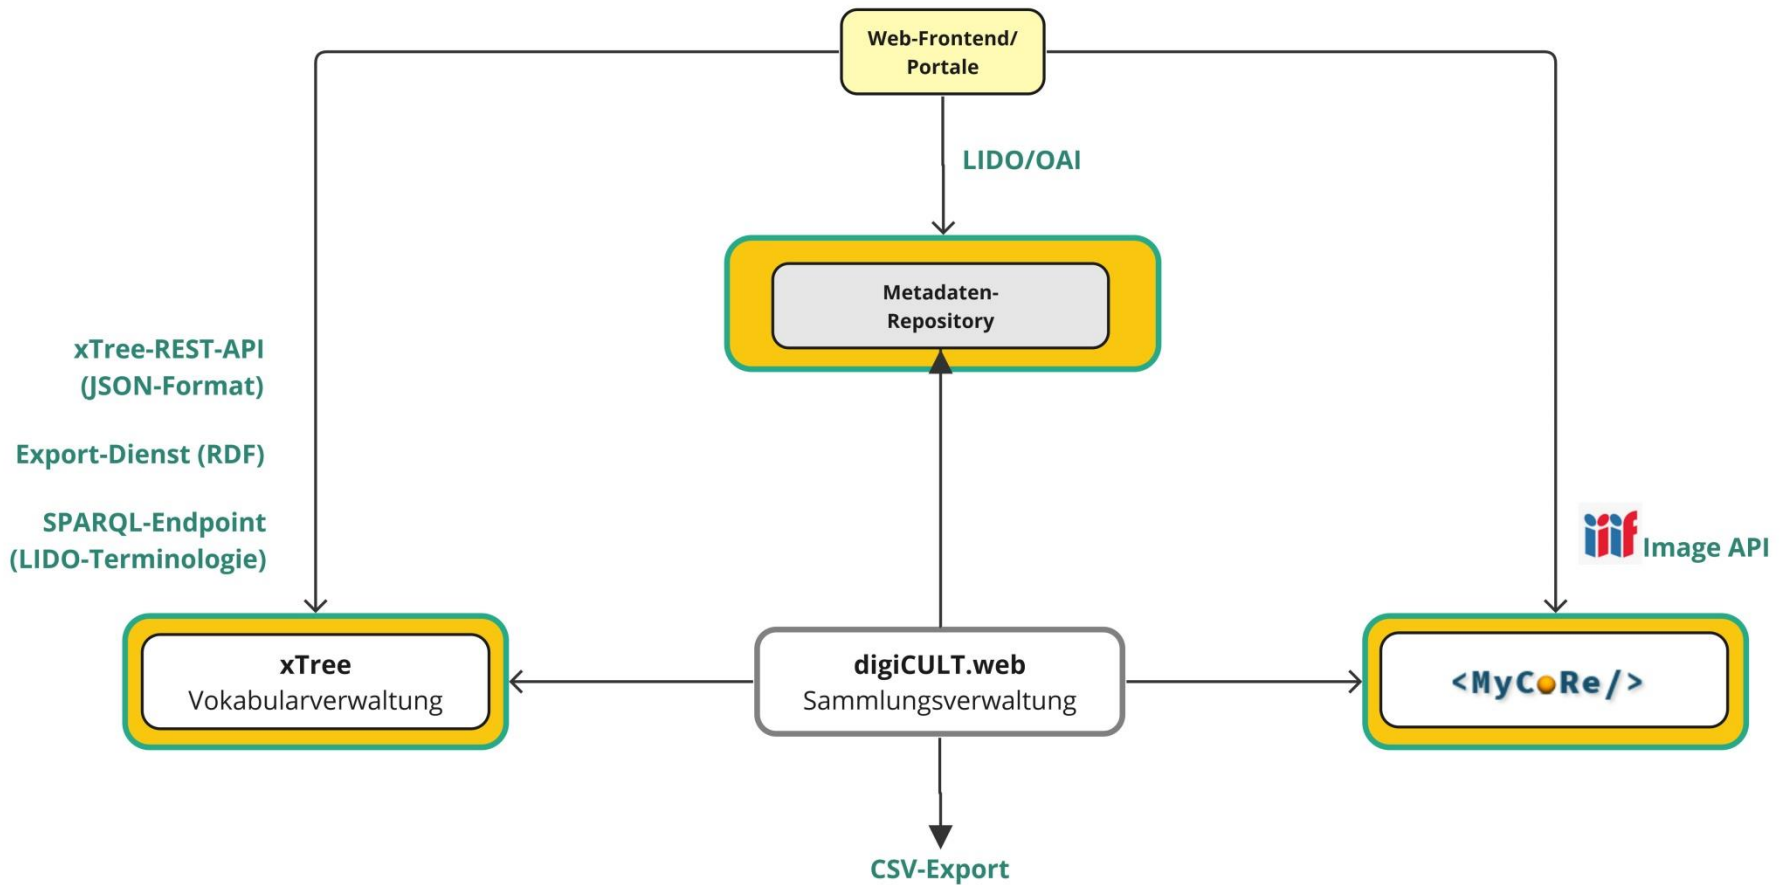 Web-Frontend/
Portale
LIDO/OAI
Metadaten-
Repository
xTree-REST-API
(JSON-Format)
Export-Dienst (RDF)
SPARQL-Endpoint
(LIDO-Terminologie)
iiif Image API
xTree
Vokabularverwaltung
digiCULT.web
Sammlungsverwaltung
<MyCoRe/>
CSV-Export